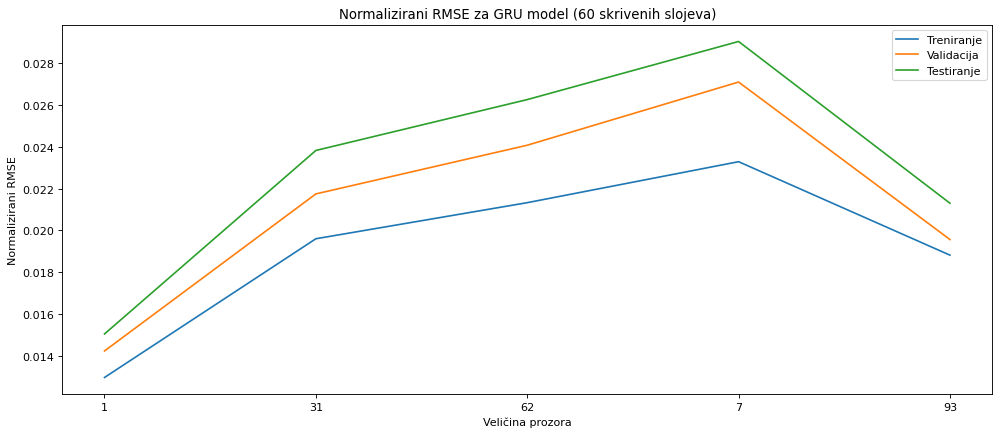 Normalizirani RMSE za GRU model (60 skrivenih slojeva)
Treniranje
Validacija
Testiranje
0.028
0.026
0.024
0.022
0.020
0.018
0.016
0.014
Normalizirani RMSE
1 31 62 7 93
Veličina prozora